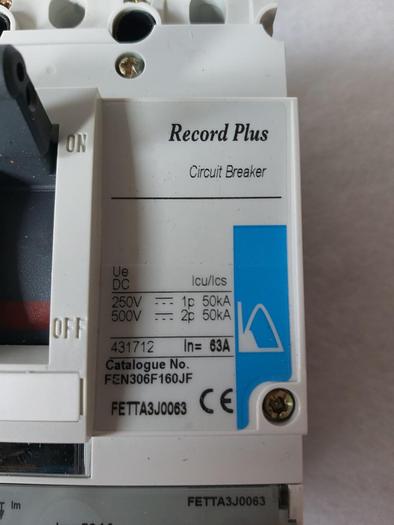 ON
Record Plus
Circuit Breaker
Ue
DC Icu/Ics
250V 1p 50kA
500V 2p 50kA
OFF
431712 In= 63A
Catalogue No.
FEN306F160JF
FETTA3J0063 CE
Im FETTA3J0063